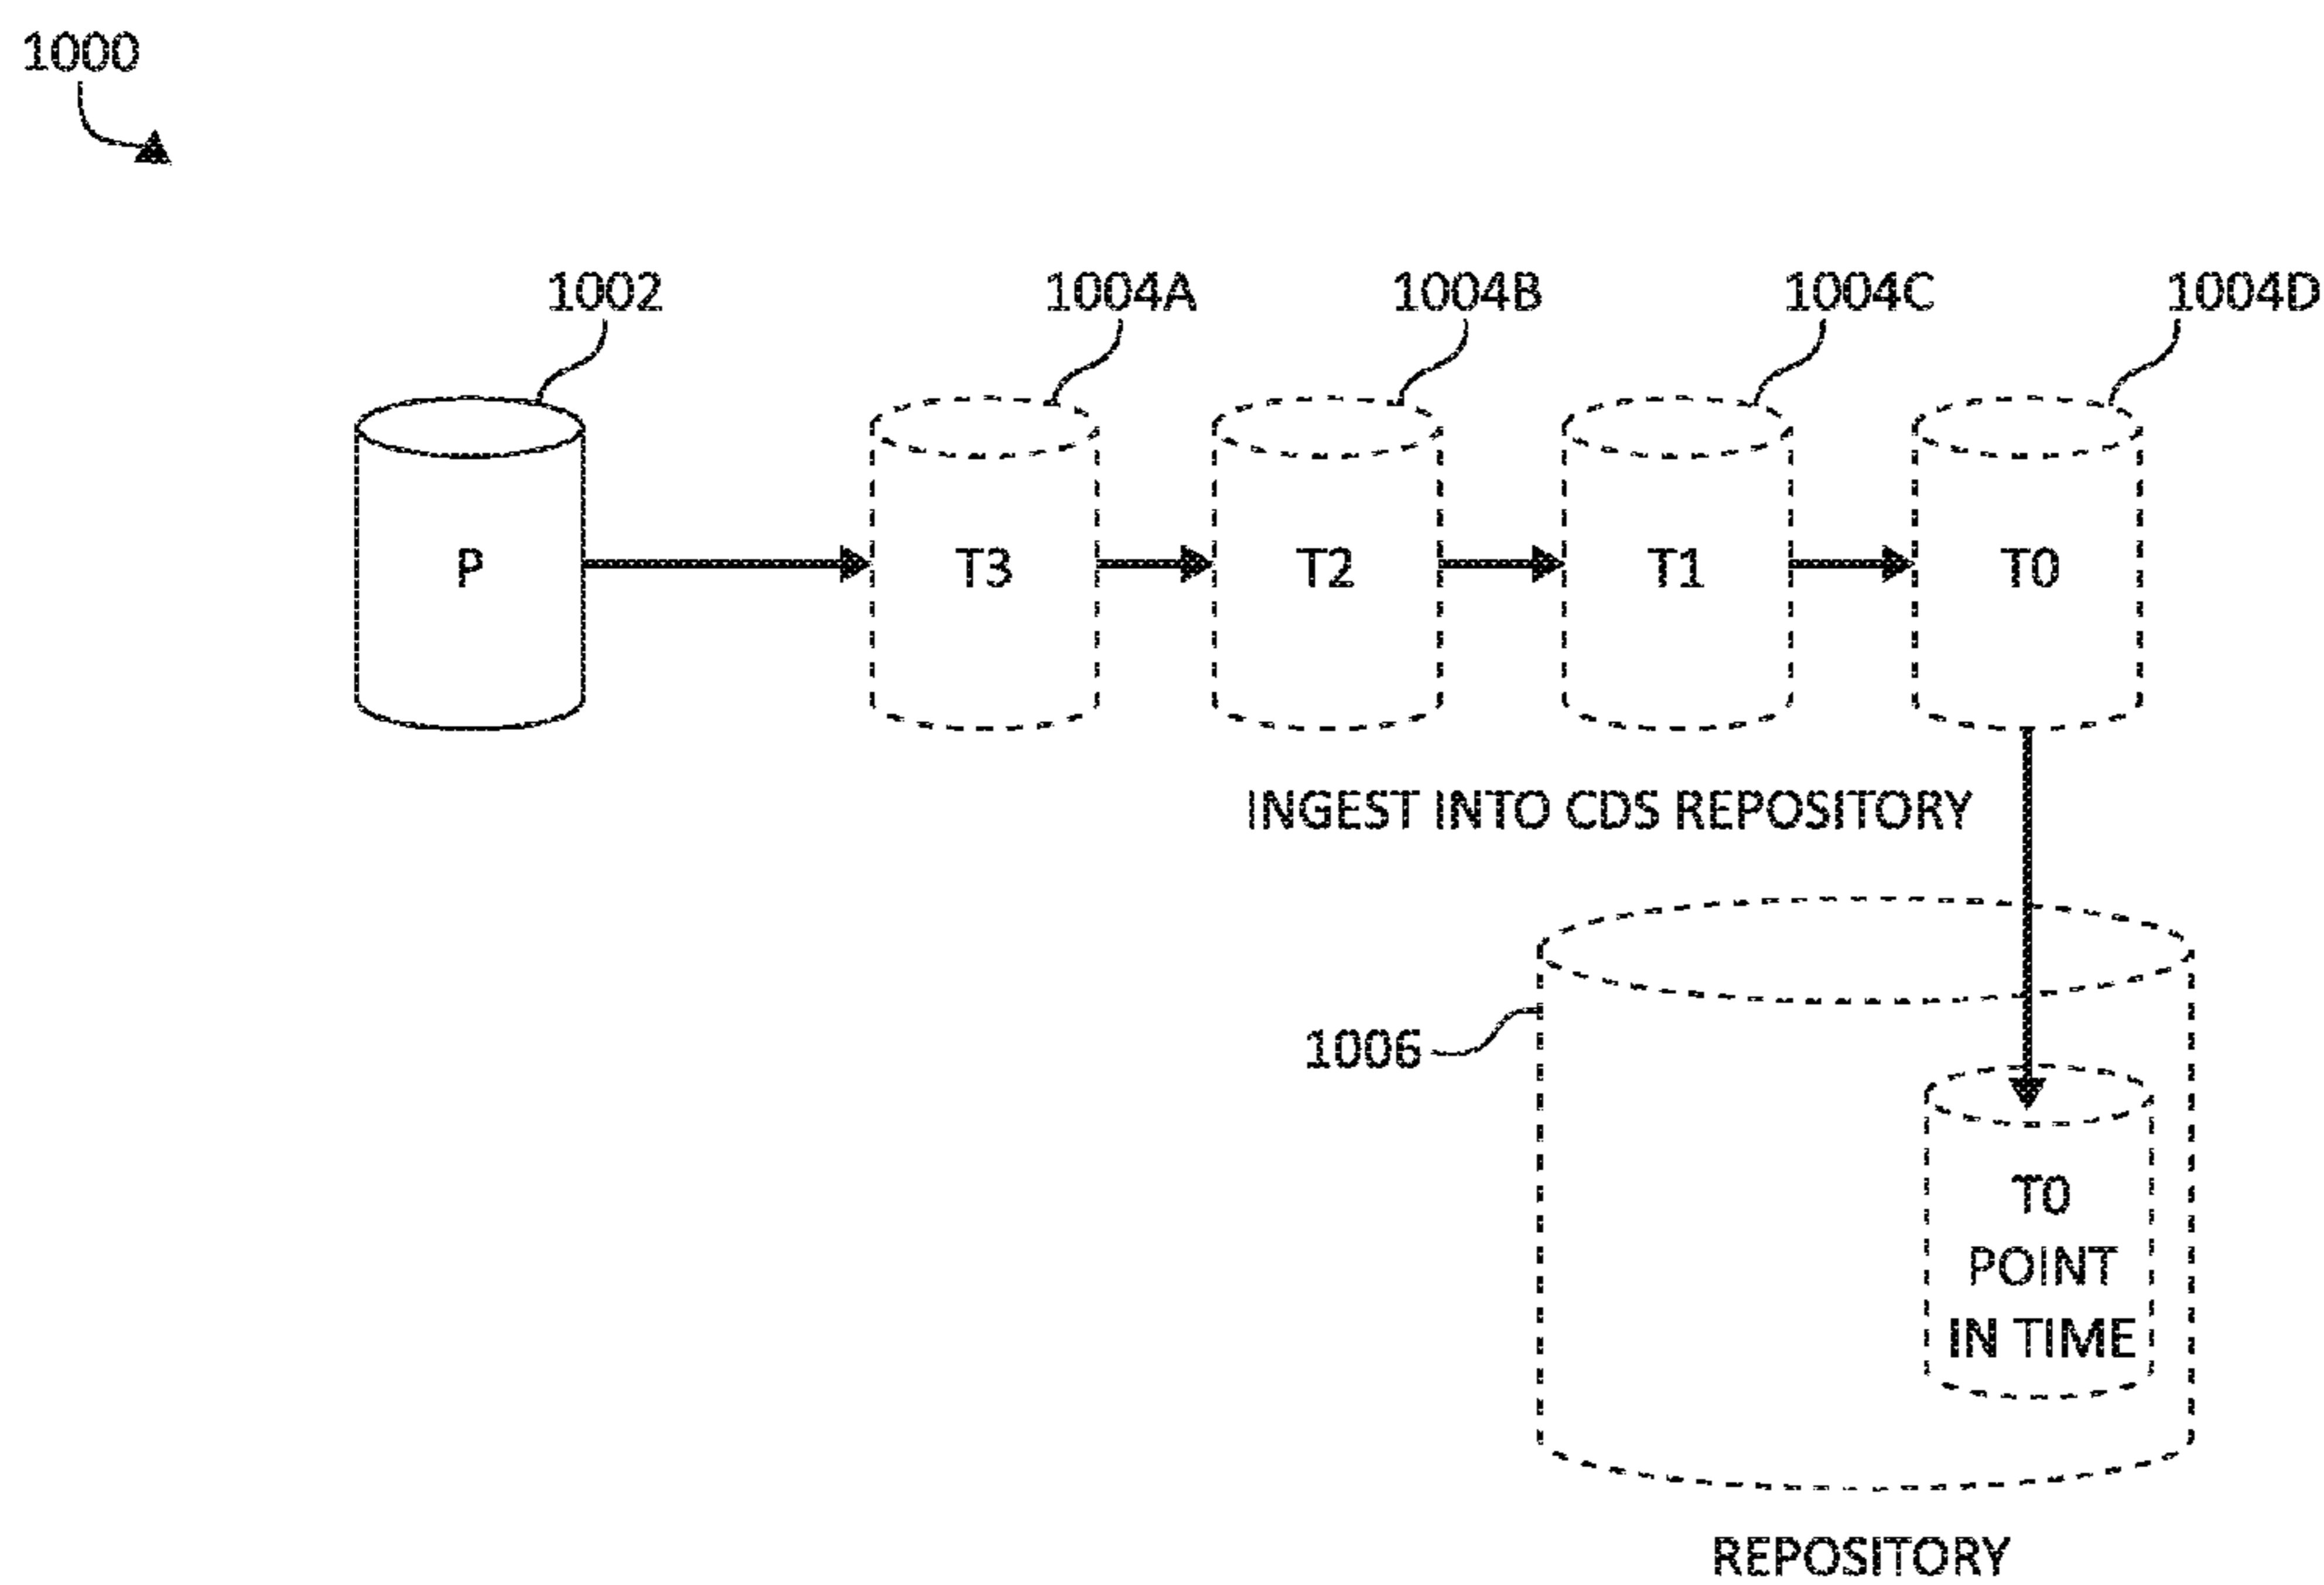 1000
1002
1004A
1004B
1004C
1004D
P
T3
T2
T1
T0
INGEST INTO CDS REPOSITORY
1006
T0
POINT
IN TIME
REPOSITORY